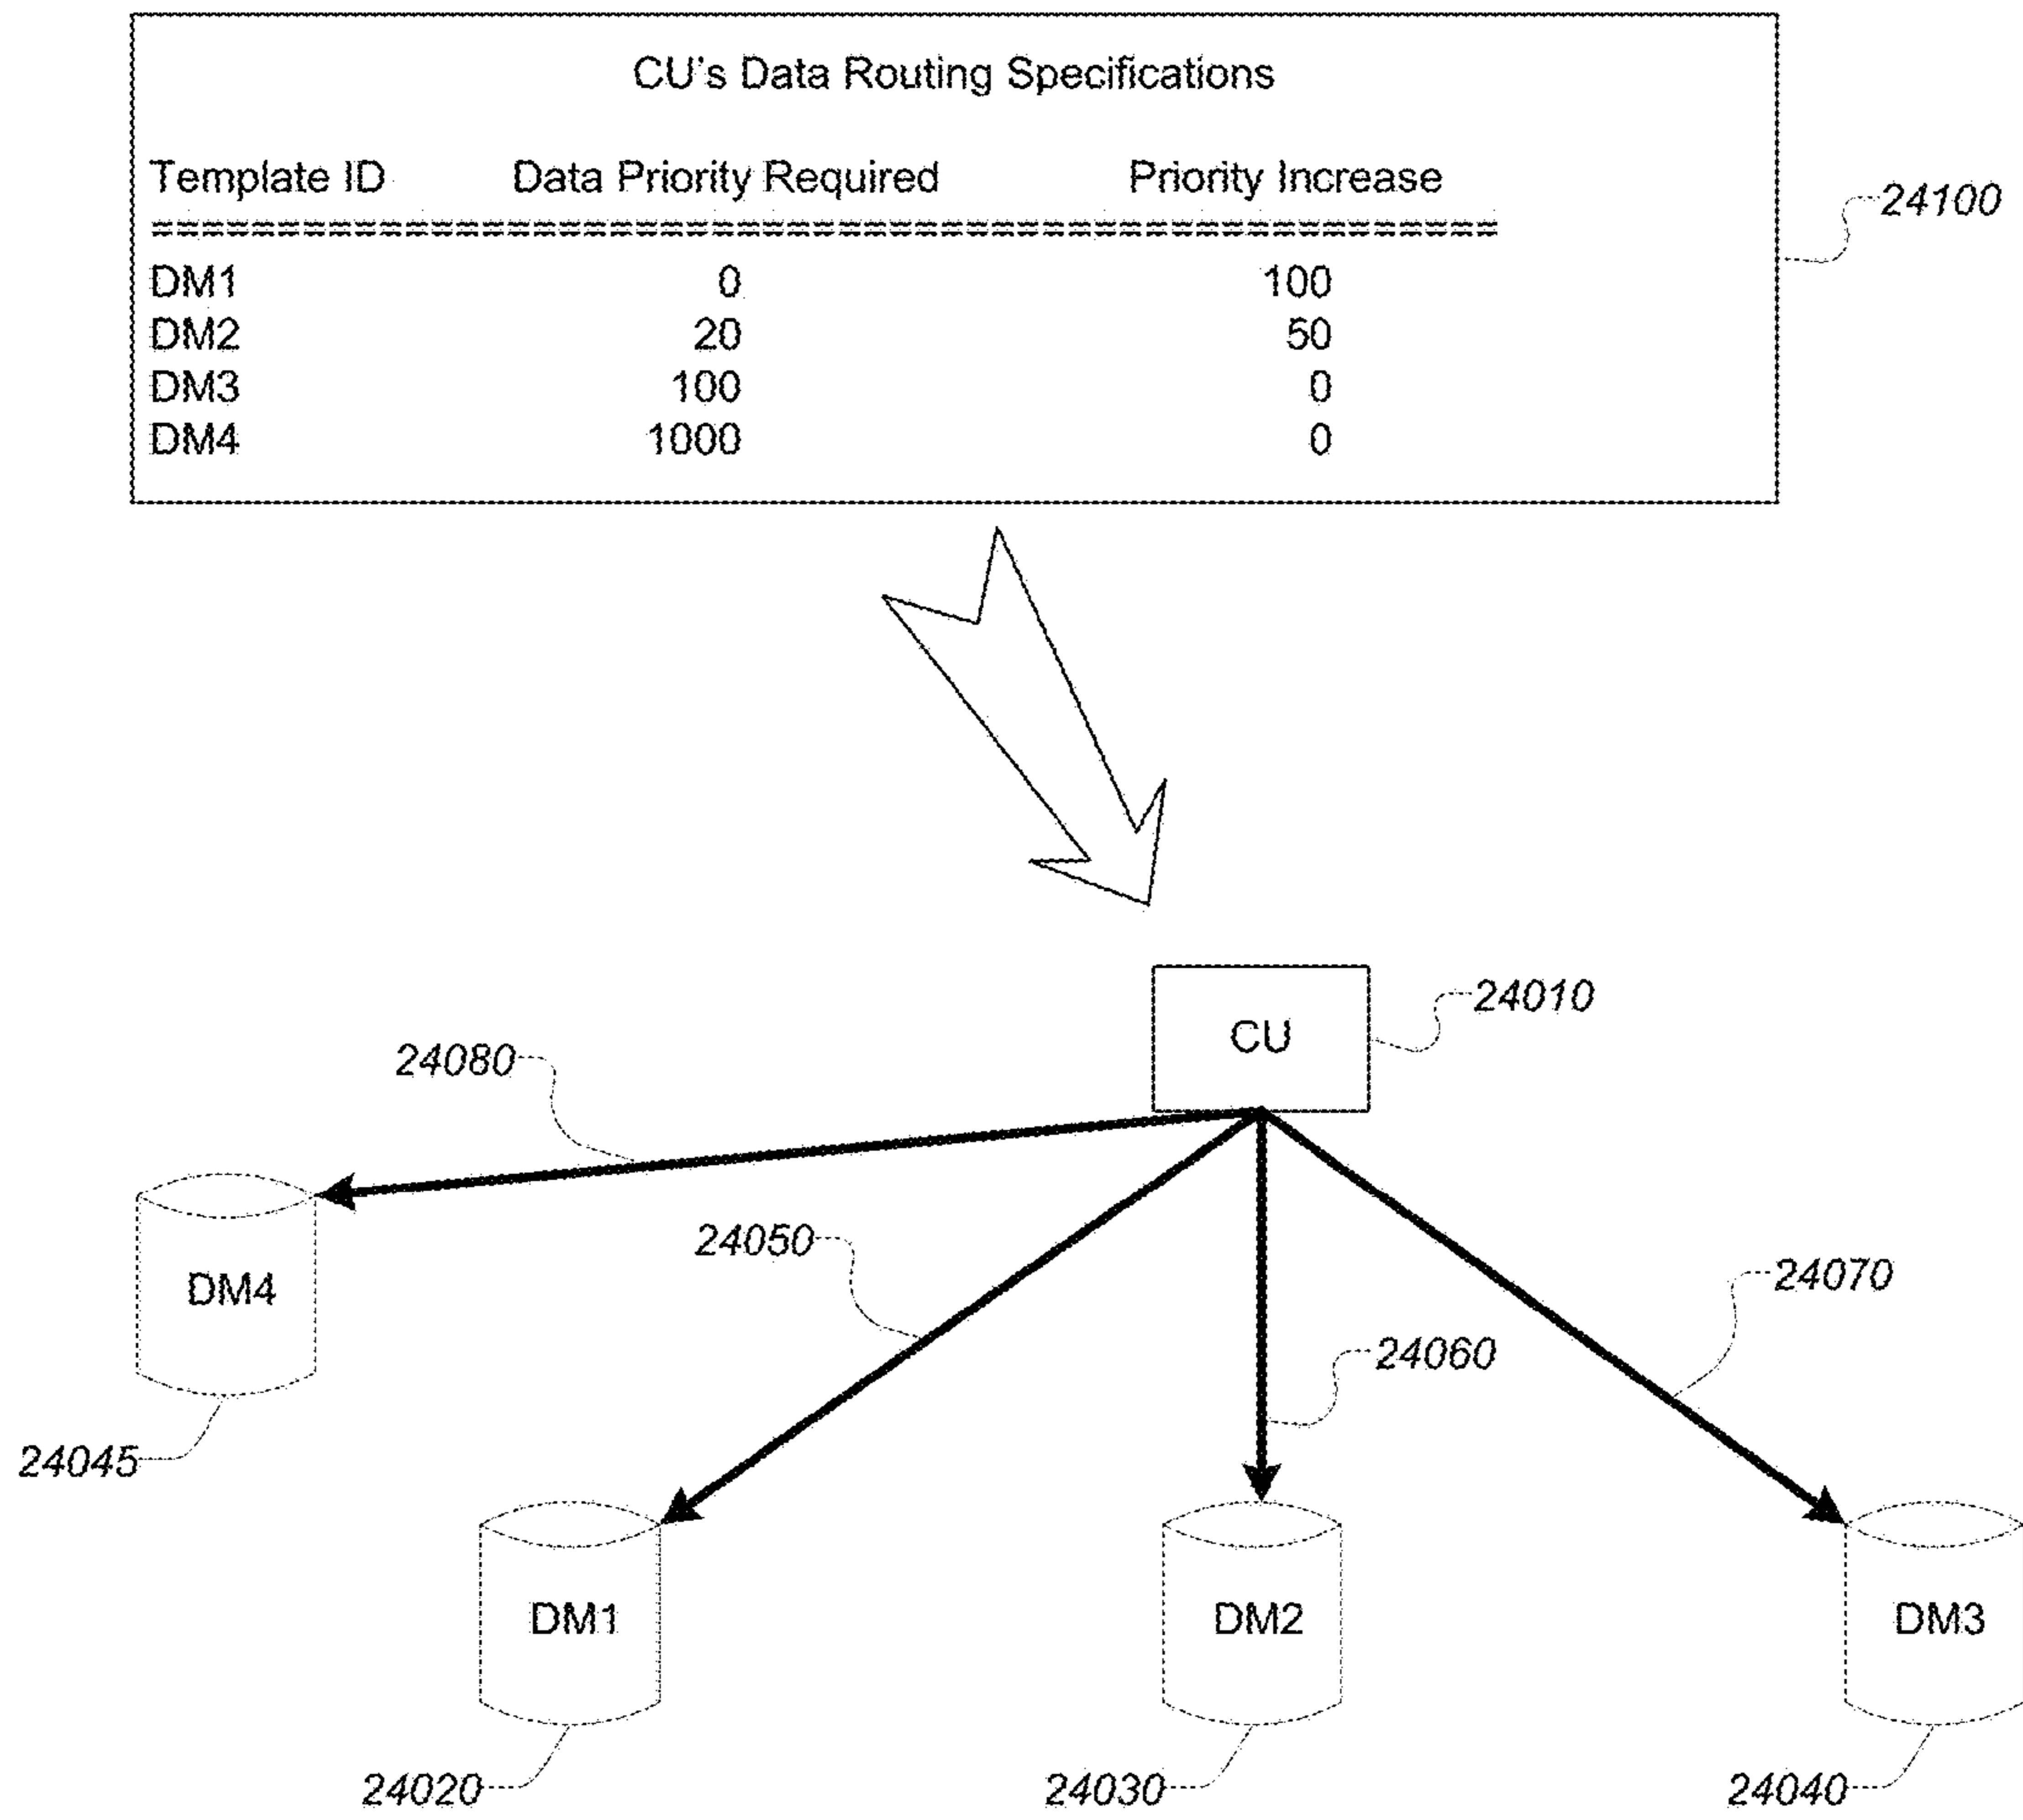 CU's Data Routing Specifications
Template ID Data Priority Required Priority Increase
=====================================================
DM1 0 100
DM2 20 50
DM3 100 0
DM4 1000 0
24100
CU
24010
24080
24050
DM4
24070
24060
24045
DM1
DM2
DM3
24020
24030
24040